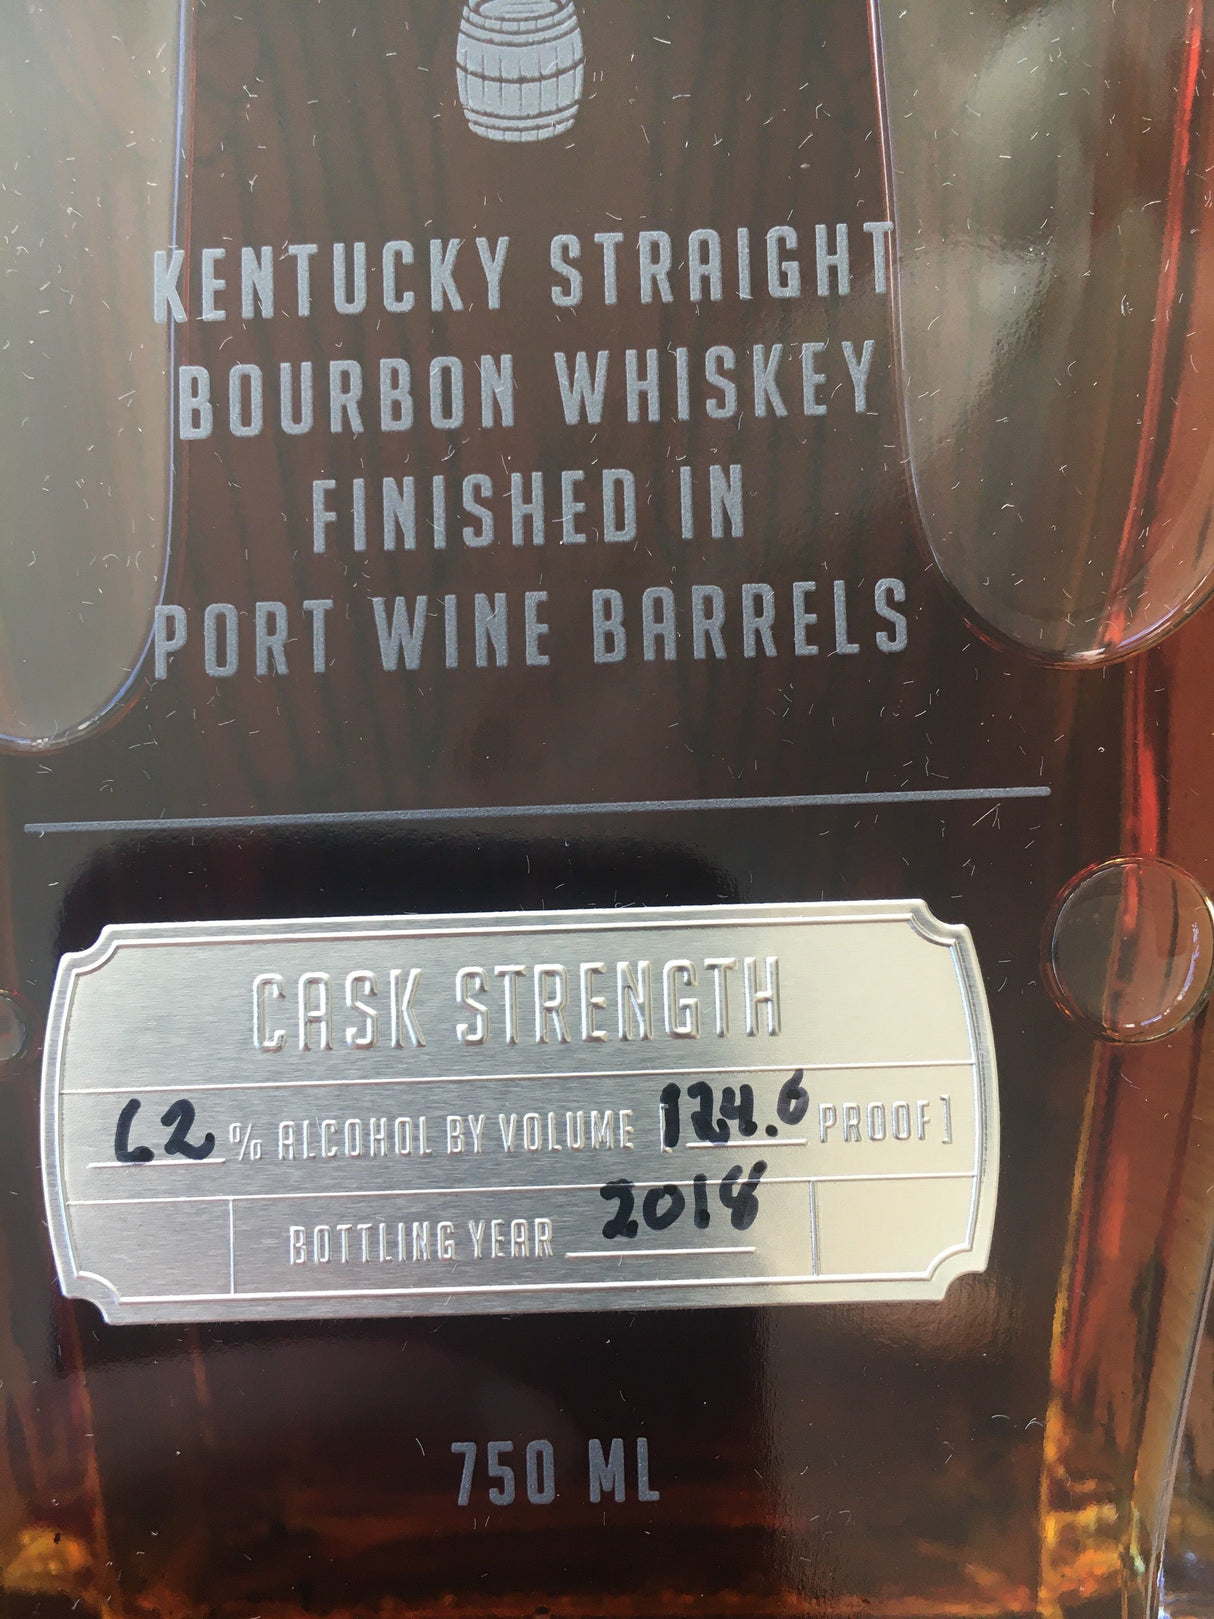 KENTUCKY STRAIGHT
BOURBON WHISKEY
FINISHED IN
PORT WINE BARRELS
CASK STRENGTH
62 % ALCOHOL BY VOLUME [124.6 PROOF]
BOTTLING YEAR 2018
750 ML